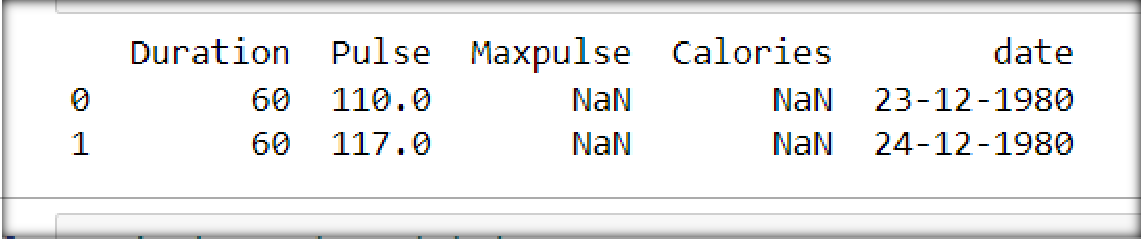 Duration Pulse Maxpulse Calories date
0 60 110.0 NaN NaN 23-12-1980
1 60 117.0 NaN NaN 24-12-1980